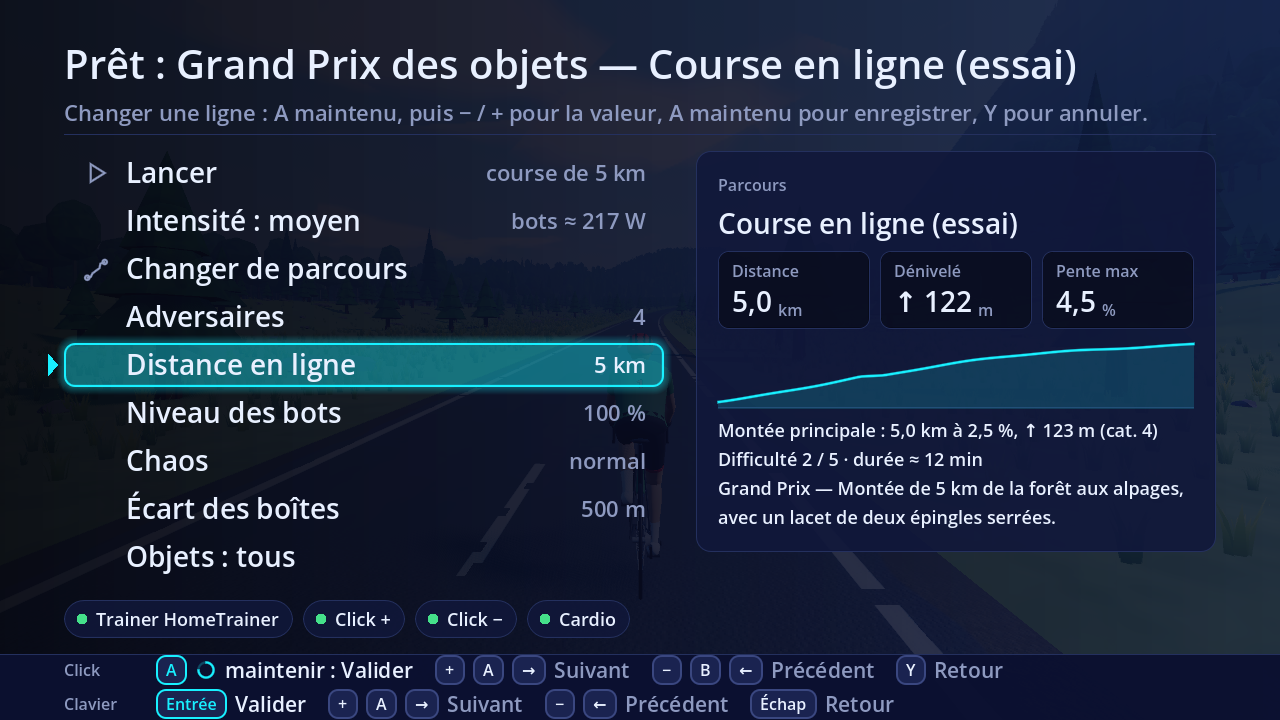 Prêt : Grand Prix des objets — Course en ligne (essai)
Changer une ligne : A maintenu, puis − / + pour la valeur, A maintenu pour enregistrer, Y pour annuler.
Lancer course de 5 km
Intensité : moyen bots ≈ 217 W
Changer de parcours
Adversaires 4
Distance en ligne 5 km
Niveau des bots 100 %
Chaos normal
Écart des boîtes 500 m
Objets : tous
Parcours
Course en ligne (essai)
Distance Dénivelé Pente max
5,0 km ↑ 122 m 4,5 %
Montée principale : 5,0 km à 2,5 %, ↑ 123 m (cat. 4)
Difficulté 2 / 5 · durée ≈ 12 min
Grand Prix — Montée de 5 km de la forêt aux alpages,
avec un lacet de deux épingles serrées.
Trainer HomeTrainer Click + Click − Cardio
Click A maintenir : Valider + A → Suivant − B ← Précédent Y Retour
Clavier Entrée Valider + A → Suivant − ← Précédent Échap Retour